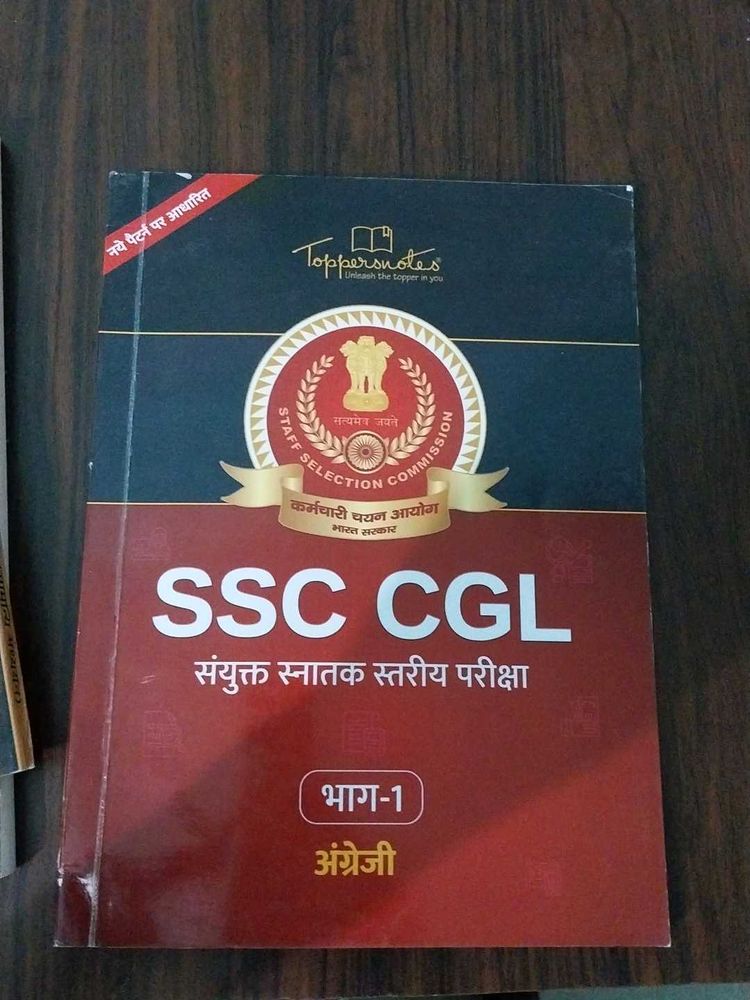 नये पैटर्न पर आधारित
Toppersnotes®
Unleash the topper in you
सत्यमेव जयते
STAFF SELECTION COMMISSION
कर्मचारी चयन आयोग
भारत सरकार
SSC CGL
संयुक्त स्नातक स्तरीय परीक्षा
भाग-1
अंग्रेजी